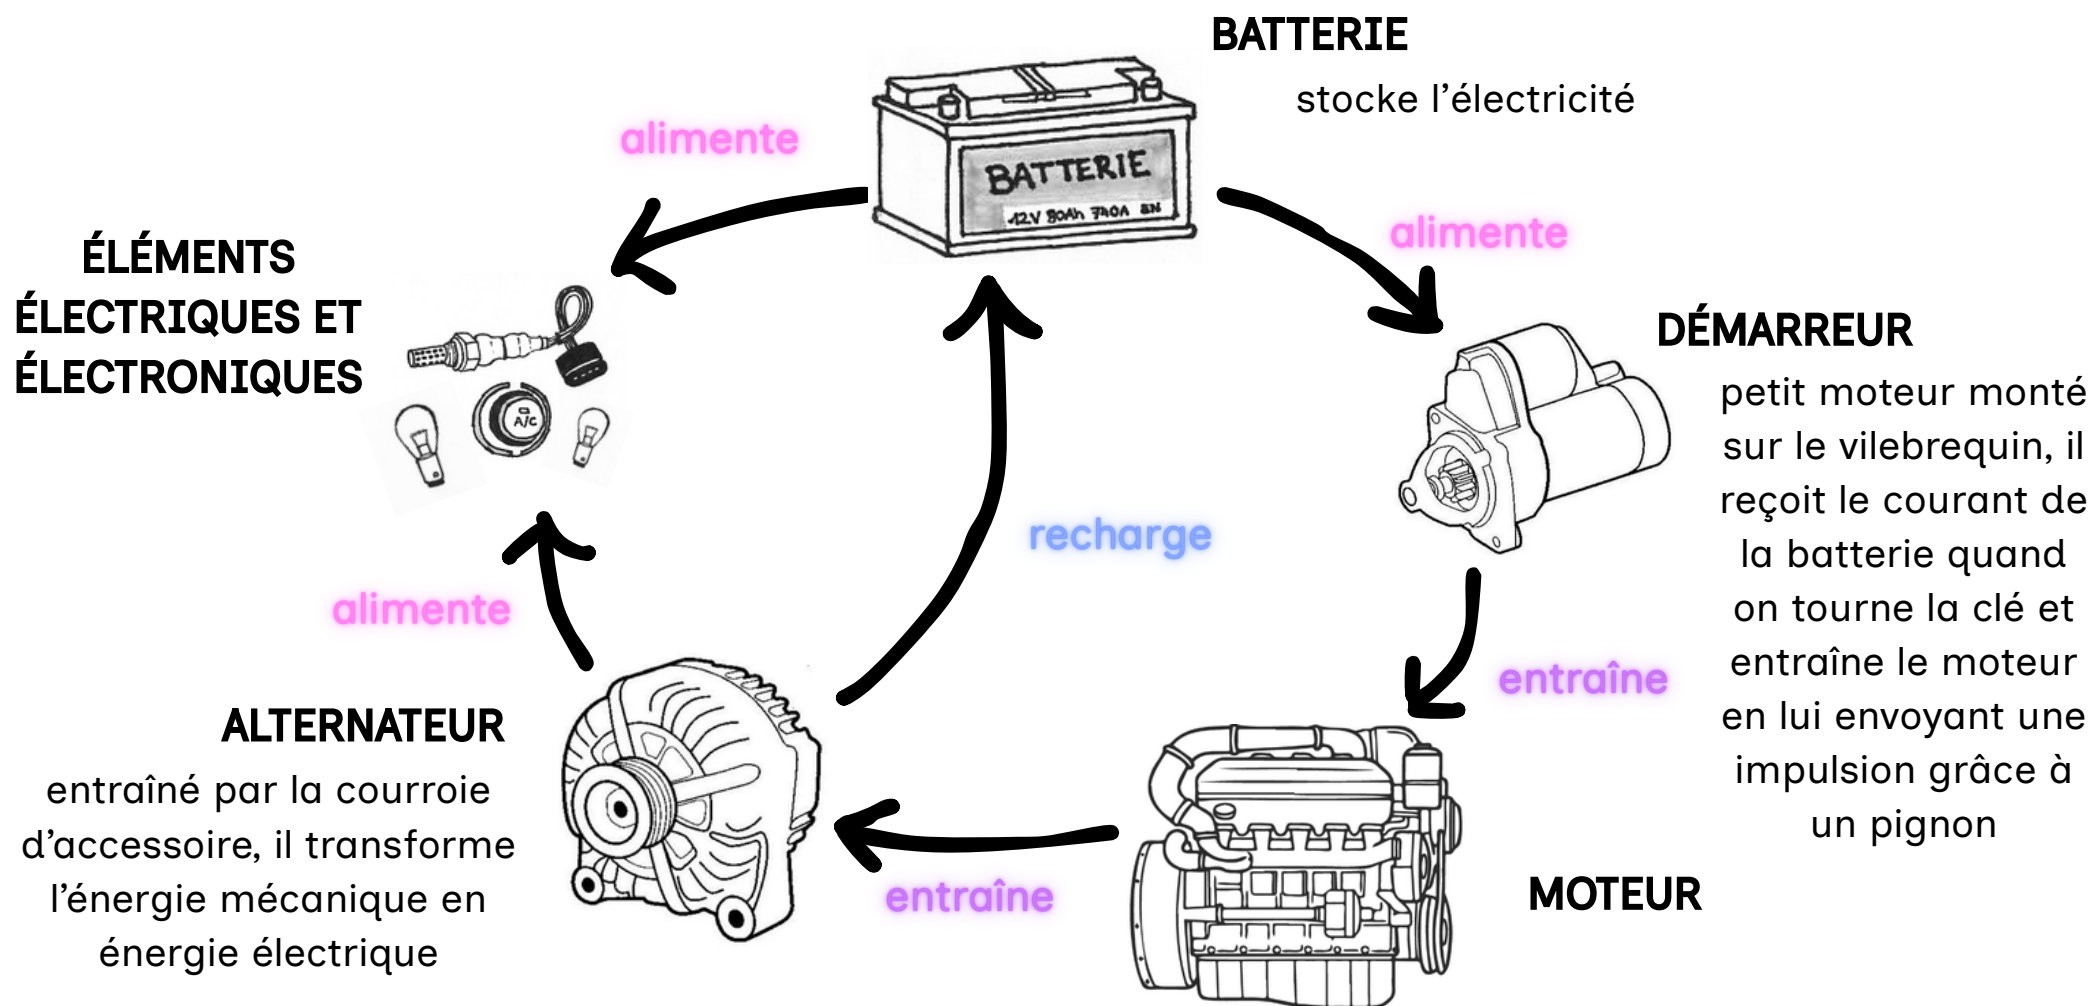 BATTERIE
stocke l'électricité
alimente
BATTERIE
12V 80Ah 740A
alimente
ÉLÉMENTS
ÉLECTRIQUES ET
ÉLECTRONIQUES
A/C
DÉMARREUR
petit moteur monté
sur le vilebrequin, il
reçoit le courant de
la batterie quand
on tourne la clé et
entraîne le moteur
en lui envoyant une
impulsion grâce à
un pignon
recharge
alimente
entraîne
ALTERNATEUR
entraîné par la courroie
d'accessoire, il transforme
l'énergie mécanique en
énergie électrique
entraîne
MOTEUR